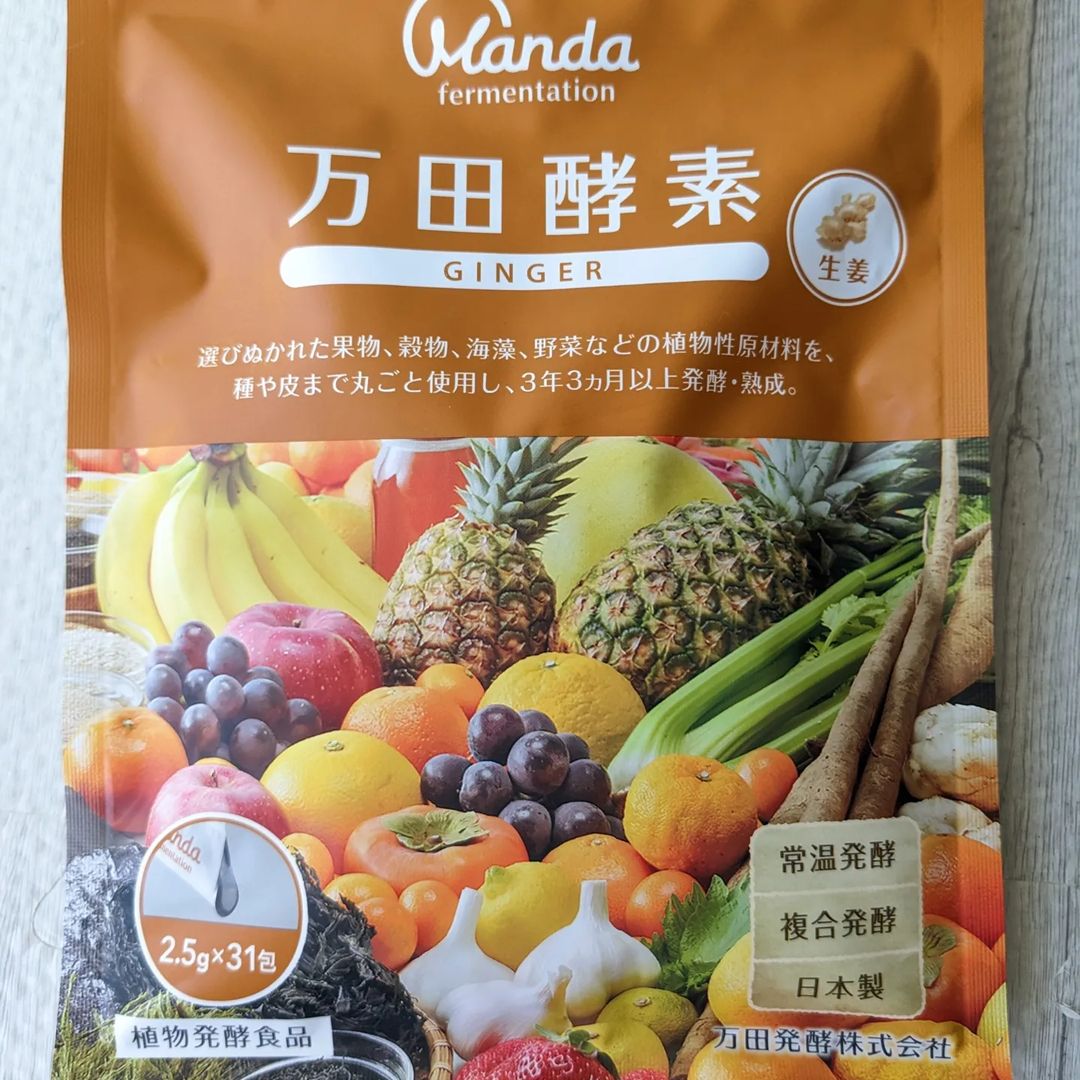 Manda
fermentation
万田酵素
GINGER
生姜
選びぬかれた果物、穀物、海藻、野菜などの植物性原材料を、
種や皮まで丸ごと使用し、3年3ヵ月以上発酵・熟成。
anda
mentation
2.5g×31包
常温発酵
複合発酵
日本製
植物発酵食品
万田発酵株式会社